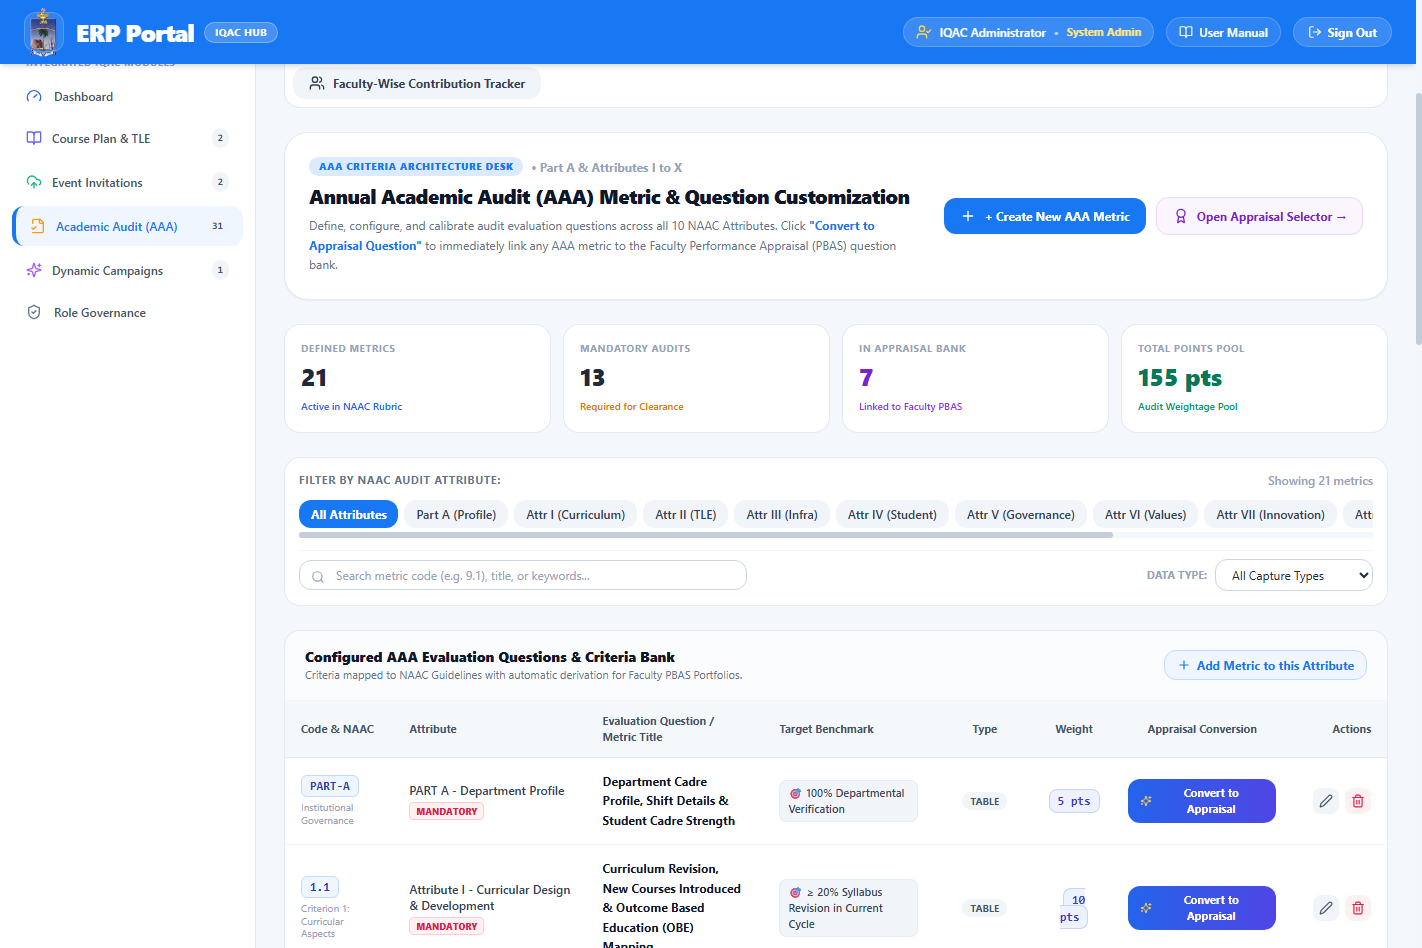 ERP Portal
IQAC HUB
IQAC Administrator • System Admin
User Manual
Sign Out
INTEGRATED IQAC MODULES
Dashboard
Course Plan & TLE 2
Event Invitations 2
Academic Audit (AAA) 31
Dynamic Campaigns 1
Role Governance
Faculty-Wise Contribution Tracker
AAA CRITERIA ARCHITECTURE DESK • Part A & Attributes I to X
Annual Academic Audit (AAA) Metric & Question Customization
Define, configure, and calibrate audit evaluation questions across all 10 NAAC Attributes. Click "Convert to
Appraisal Question" to immediately link any AAA metric to the Faculty Performance Appraisal (PBAS) question
bank.
+ Create New AAA Metric
Open Appraisal Selector →
DEFINED METRICS
21
Active in NAAC Rubric
MANDATORY AUDITS
13
Required for Clearance
IN APPRAISAL BANK
7
Linked to Faculty PBAS
TOTAL POINTS POOL
155 pts
Audit Weightage Pool
FILTER BY NAAC AUDIT ATTRIBUTE:
Showing 21 metrics
All Attributes
Part A (Profile)
Attr I (Curriculum)
Attr II (TLE)
Attr III (Infra)
Attr IV (Student)
Attr V (Governance)
Attr VI (Values)
Attr VII (Innovation)
Search metric code (e.g. 9.1), title, or keywords...
DATA TYPE:
All Capture Types
Configured AAA Evaluation Questions & Criteria Bank
Criteria mapped to NAAC Guidelines with automatic derivation for Faculty PBAS Portfolios.
Add Metric to this Attribute
Code & NAAC
Attribute
Evaluation Question /
Metric Title
Target Benchmark
Type
Weight
Appraisal Conversion
Actions
PART-A
Institutional
Governance
PART A - Department Profile
MANDATORY
Department Cadre
Profile, Shift Details &
Student Cadre Strength
100% Departmental
Verification
TABLE
5 pts
Convert to
Appraisal
1.1
Criterion 1:
Curricular
Aspects
Attribute I - Curricular Design
& Development
MANDATORY
Curriculum Revision,
New Courses Introduced
& Outcome Based
Education (OBE)
Mapping
≥ 20% Syllabus
Revision in Current
Cycle
TABLE
10
pts
Convert to
Appraisal